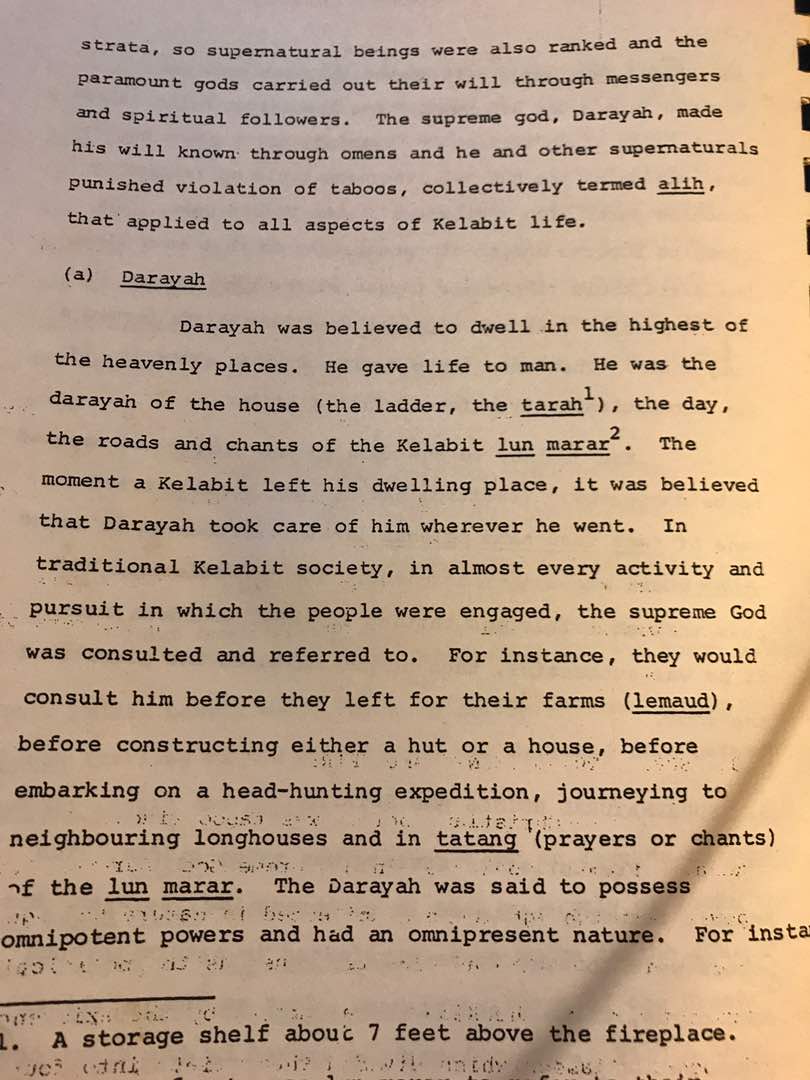 strata, so supernatural beings were also ranked and the
paramount gods carried out their will through messengers
and spiritual followers. The supreme god, Darayah, made
his will known through omens and he and other supernaturals
punished violation of taboos, collectively termed alih,
that applied to all aspects of Kelabit life.
(a) Darayah
Darayah was believed to dwell in the highest of
the heavenly places. He gave life to man. He was the
darayah of the house (the ladder, the tarah¹), the day,
the roads and chants of the Kelabit lun marar². The
moment a Kelabit left his dwelling place, it was believed
that Darayah took care of him wherever he went. In
traditional Kelabit society, in almost every activity and
pursuit in which the people were engaged, the supreme God
was consulted and referred to. For instance, they would
consult him before they left for their farms (lemaud),
before constructing either a hut or a house, before
embarking on a head-hunting expedition, journeying to
neighbouring longhouses and in tatang (prayers or chants)
of the lun marar. The Darayah was said to possess
omnipotent powers and had an omnipresent nature. For insta
1. A storage shelf about 7 feet above the fireplace.